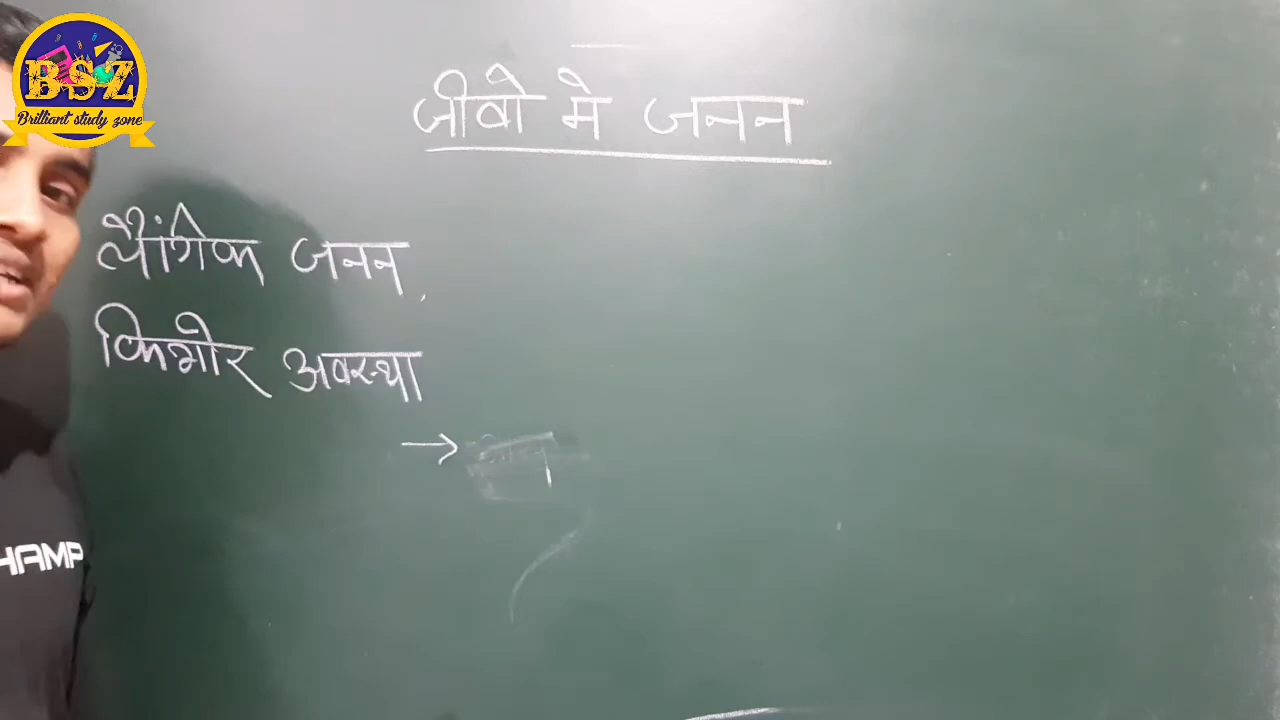 BSZ
Brilliant study zone
जीवो मे जनन
लैंगिक जनन
किशोर अवस्था
→
HAMP